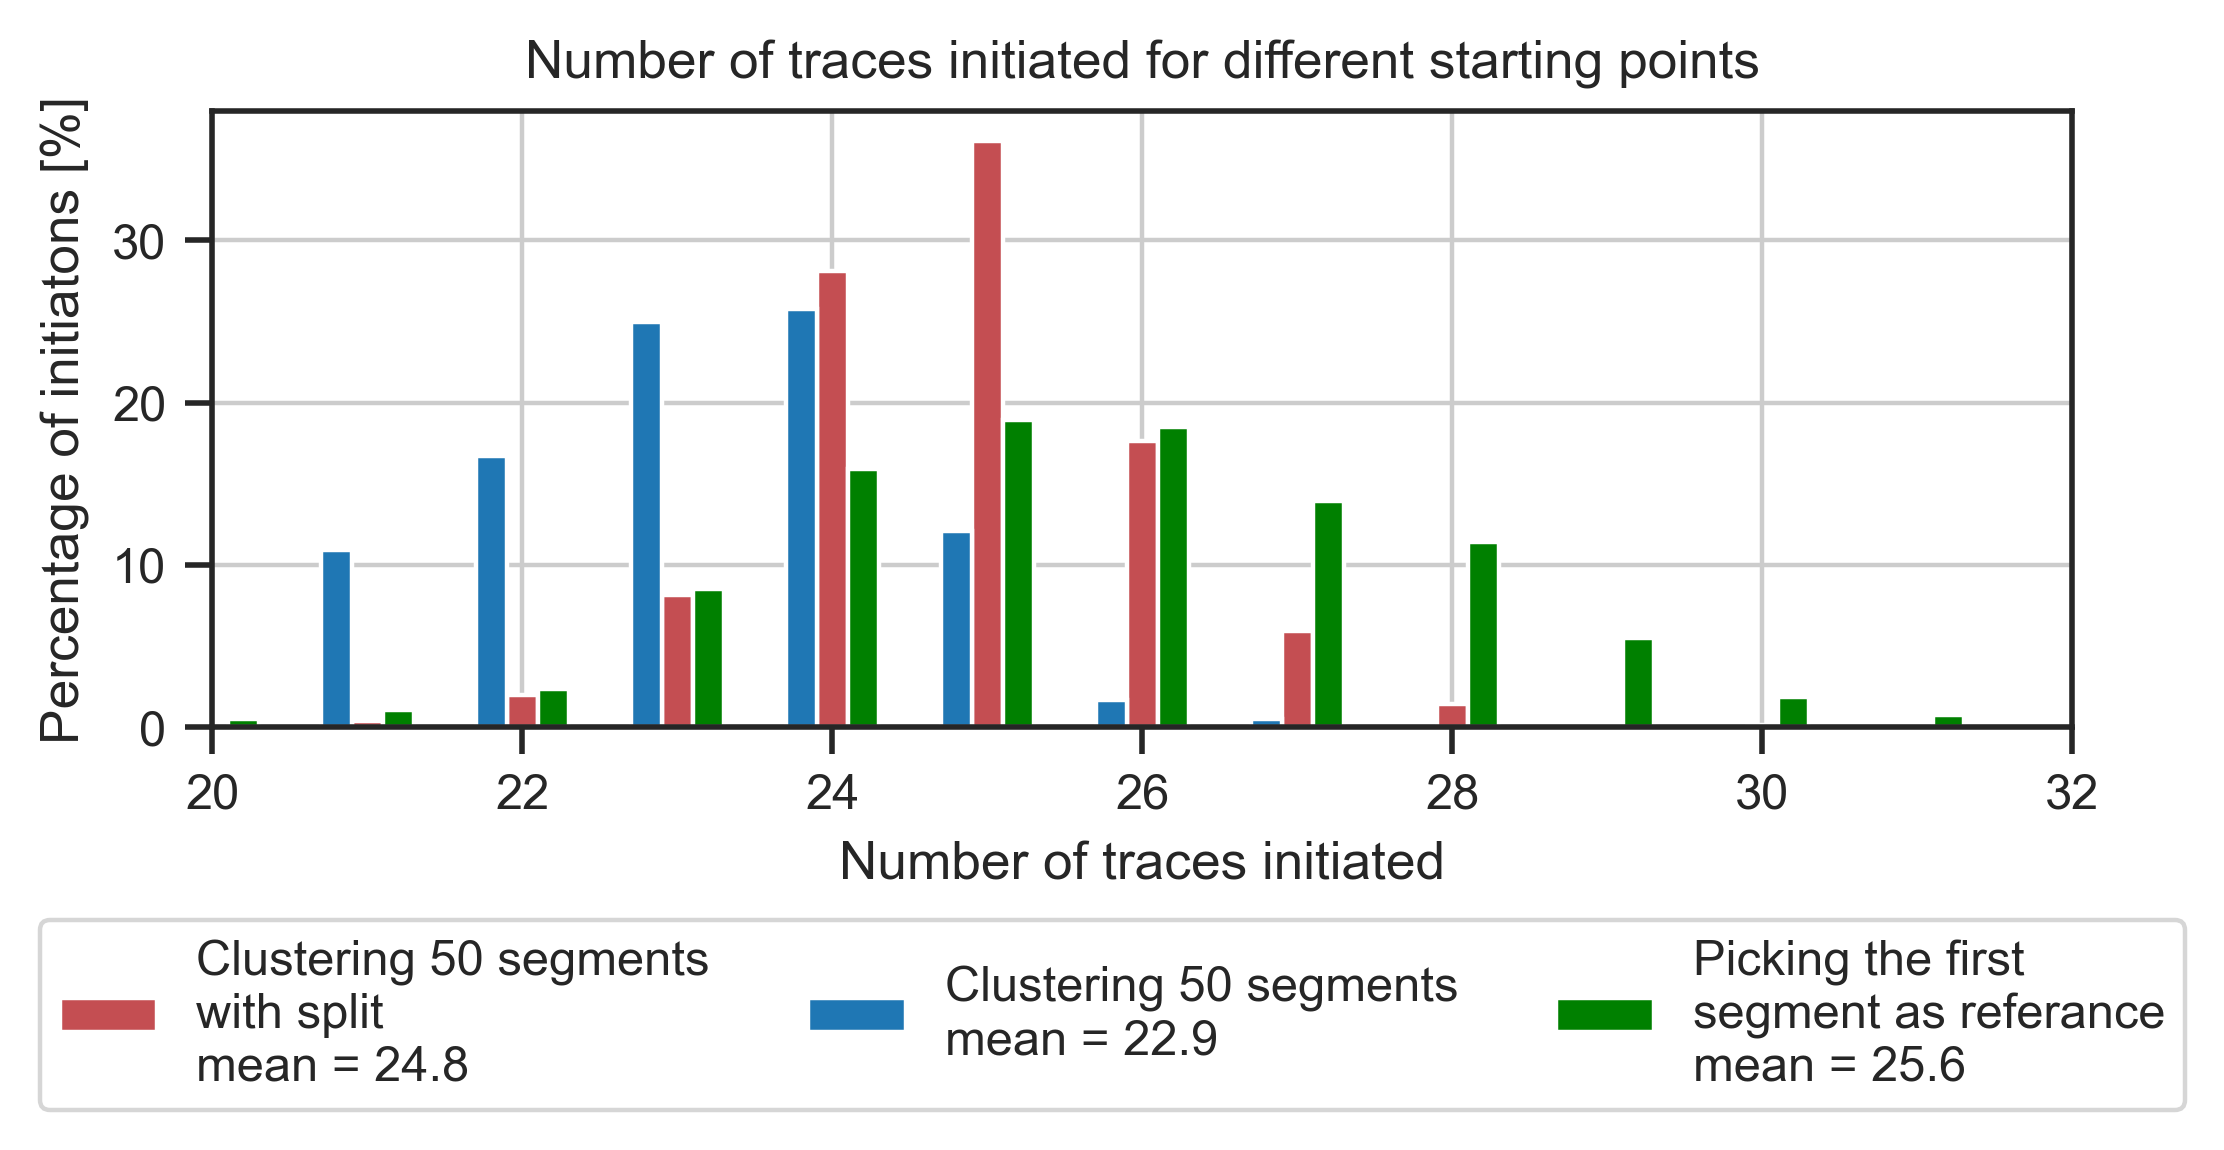 Number of traces initiated for different starting points
Percentage of initiatons [%]
30
20
10
0
20 22 24 26 28 30 32
Number of traces initiated
Clustering 50 segments
with split
mean = 24.8
Clustering 50 segments
mean = 22.9
Picking the first
segment as referance
mean = 25.6